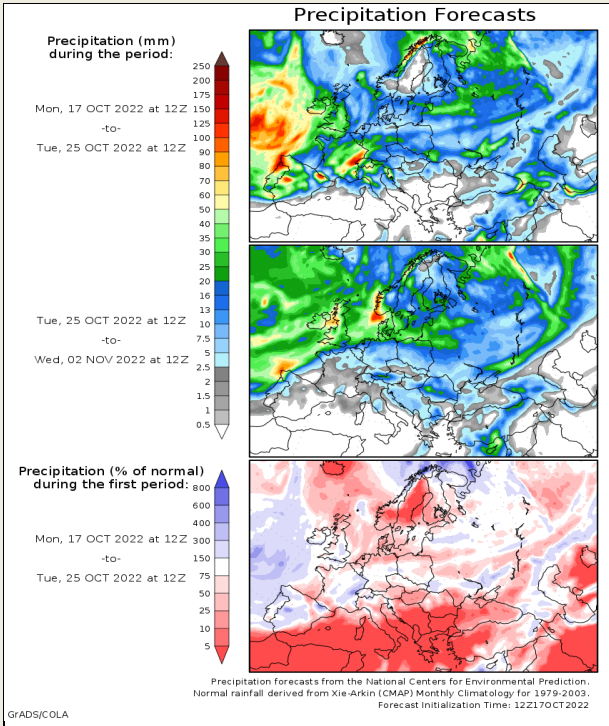 Precipitation Forecasts
Precipitation (mm)
during the period:
Mon, 17 OCT 2022 at 12Z
-to-
Tue, 25 OCT 2022 at 12Z
250
200
175
150
125
100
90
80
70
60
50
40
35
30
25
20
16
13
10
7.5
5
2.5
2
1.5
1
0.5
Tue, 25 OCT 2022 at 12Z
-to-
Wed, 02 NOV 2022 at 12Z
Precipitation (% of normal)
during the first period:
Mon, 17 OCT 2022 at 12Z
-to-
Tue, 25 OCT 2022 at 12Z
800
600
400
300
150
75
50
25
10
5
Precipitation forecasts from the National Centers for Environmental Prediction.
Normal rainfall derived from Xie-Arkin (CMAP) Monthly Climatology for 1979-2003.
Forecast Initialization Time: 12Z17OCT2022
GrADS/COLA